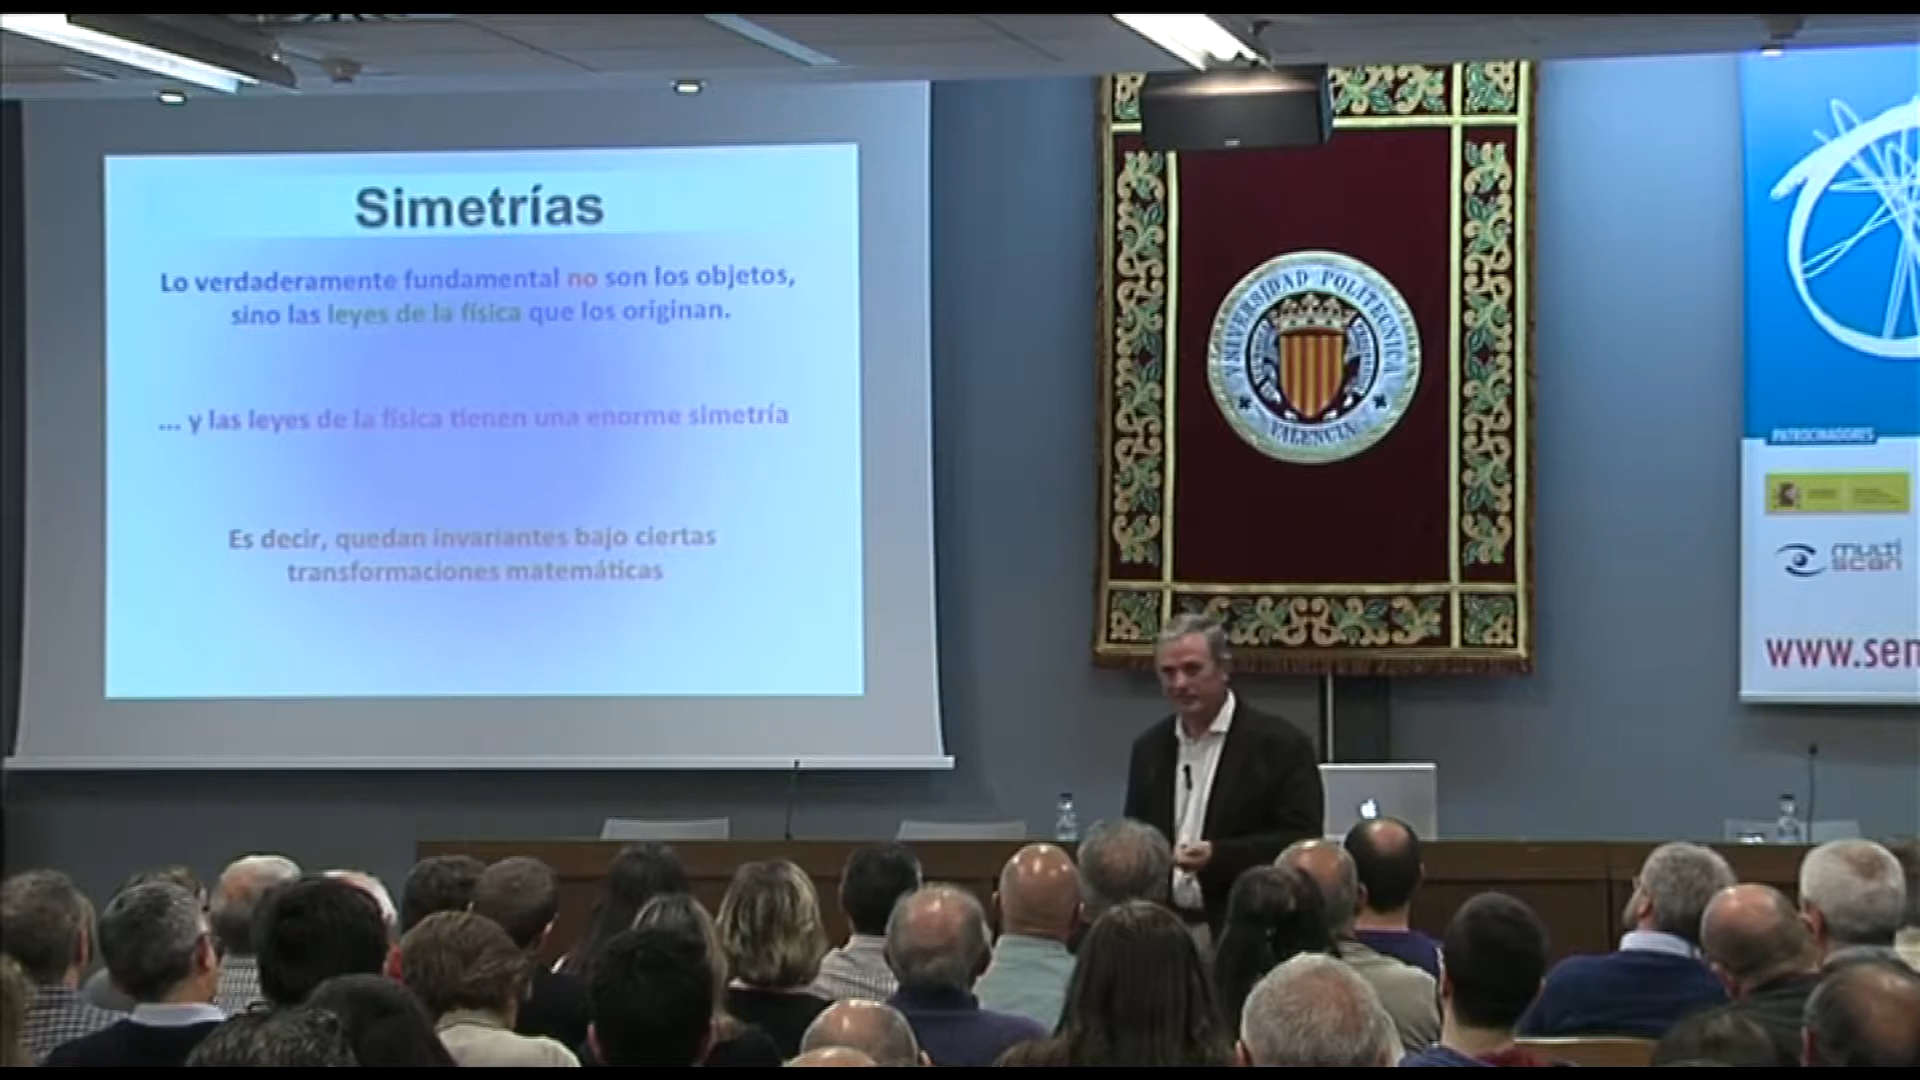 Simetrías
Lo verdaderamente fundamental no son los objetos,
sino las leyes de la física que los originan.
... y las leyes de la física tienen una enorme simetría
Es decir, quedan invariantes bajo ciertas
transformaciones matemáticas
UNIVERSIDAD POLITECNICA
VALENCIA
PATROCINADORES
multi
scan
www.sen